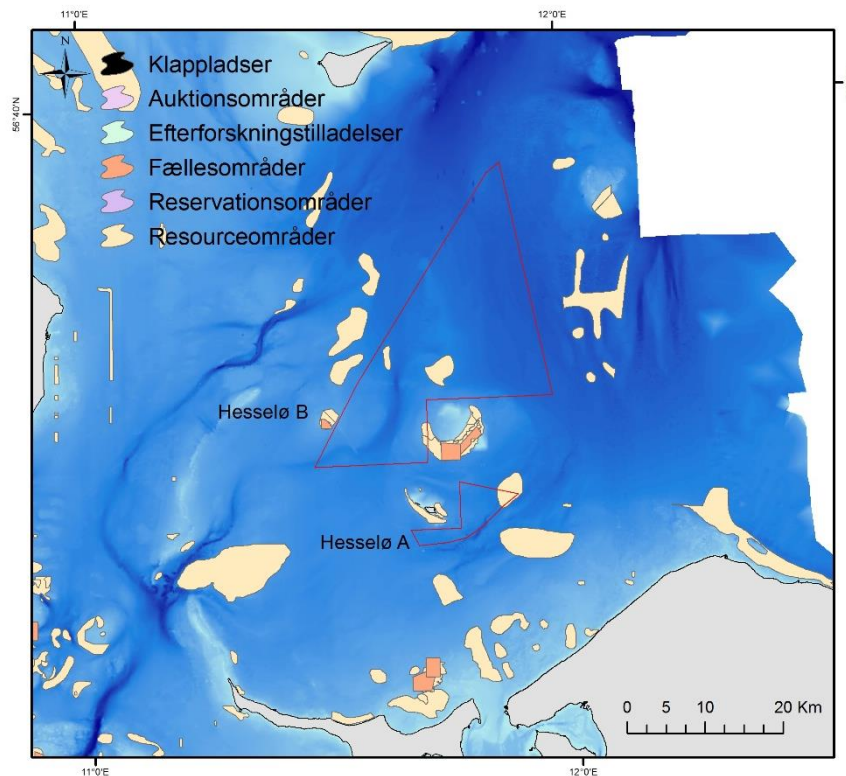 11°0'E
12°0'E
N
Klappladser
Auktionsområder
Efterforskningstilladelser
Fællesområder
Reservationsområder
Resourceområder
56°40'N
Hesselø B
Hesselø A
0 5 10 20 Km
11°0'E
12°0'E